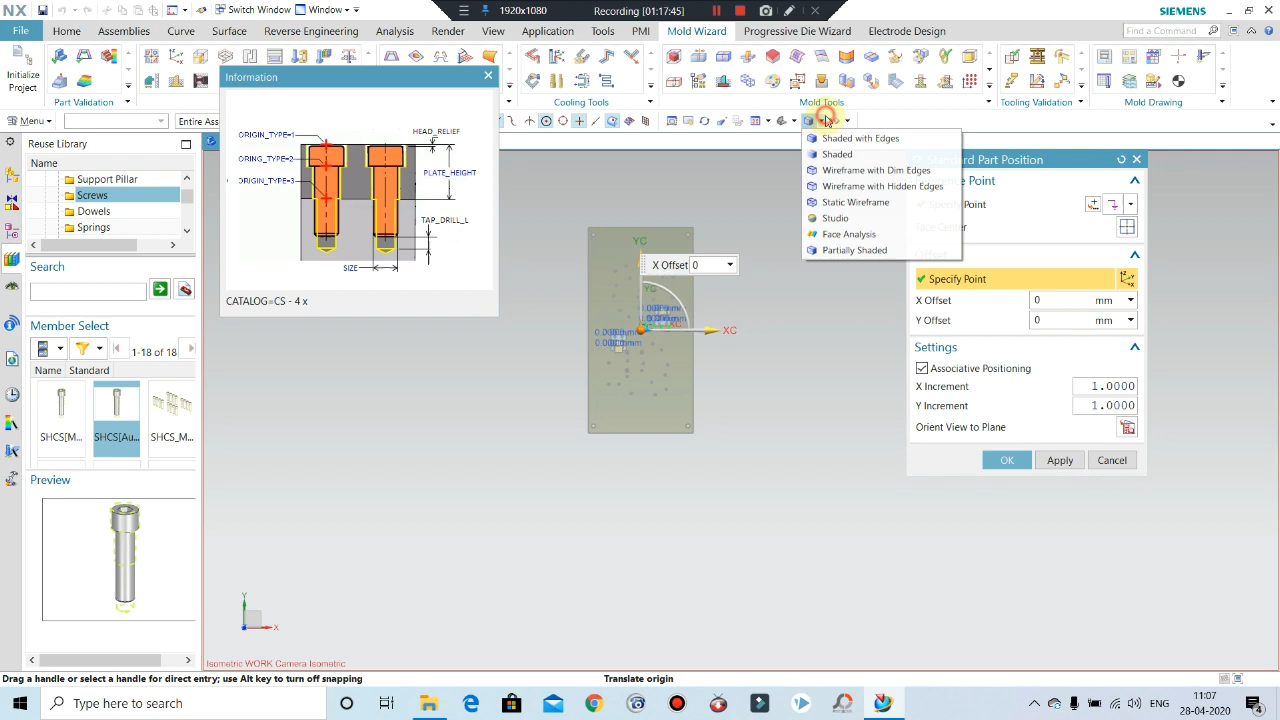 NX
Switch Window
Window
1920x1080
Recording [01:17:45]
SIEMENS
File
Home
Curve
Surface
Reverse Engineering
Analysis
Render
View
Application
Tools
PMI
Mold Wizard
Progressive Die Wizard
Electrode Design
Find a Command
Initialize
Project
Part Validation
Cooling Tools
Mold Tools
Tooling Validation
Mold Drawing
Menu
Entire Asse
Reuse Library
Name
Support Pillar
Screws
Dowels
Springs
Search
Member Select
1-18 of 18
Name
Standard
SHCS[M...
SHCS[Au...
SHCS_M...
Preview
Information
ORIGIN_TYPE=1
ORING_TYPE=2
ORIGIN_TYPE=3
HEAD_RELIEF
PLATE_HEIGHT
TAP_DRILL_L
SIZE
CATALOG=CS - 4 x
Shaded with Edges
Shaded
Wireframe with Dim Edges
Wireframe with Hidden Edges
Static Wireframe
Studio
Face Analysis
Partially Shaded
Standard Part Position
Specify Point
Specify Point
X Offset
0
mm
Y Offset
0
mm
Settings
Associative Positioning
X Increment
1.0000
Y Increment
1.0000
Orient View to Plane
OK
Apply
Cancel
YC
X Offset
0
YC
XC
XC
Y
X
Isometric WORK Camera Isometric
Drag a handle or select a handle for direct entry; use Alt key to turn off snapping
Translate origin
Type here to search
11:07
28-04-2020
4